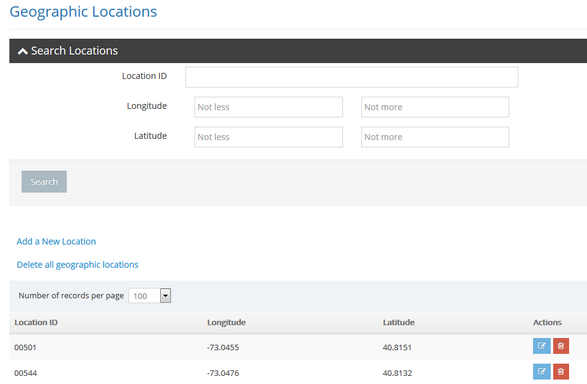 Geographic Locations
Search Locations
Location ID
Longitude Not less Not more
Latitude Not less Not more
Search
Add a New Location
Delete all geographic locations
Number of records per page 100
Location ID Longitude Latitude Actions
00501 -73.0455 40.8151
00544 -73.0476 40.8132